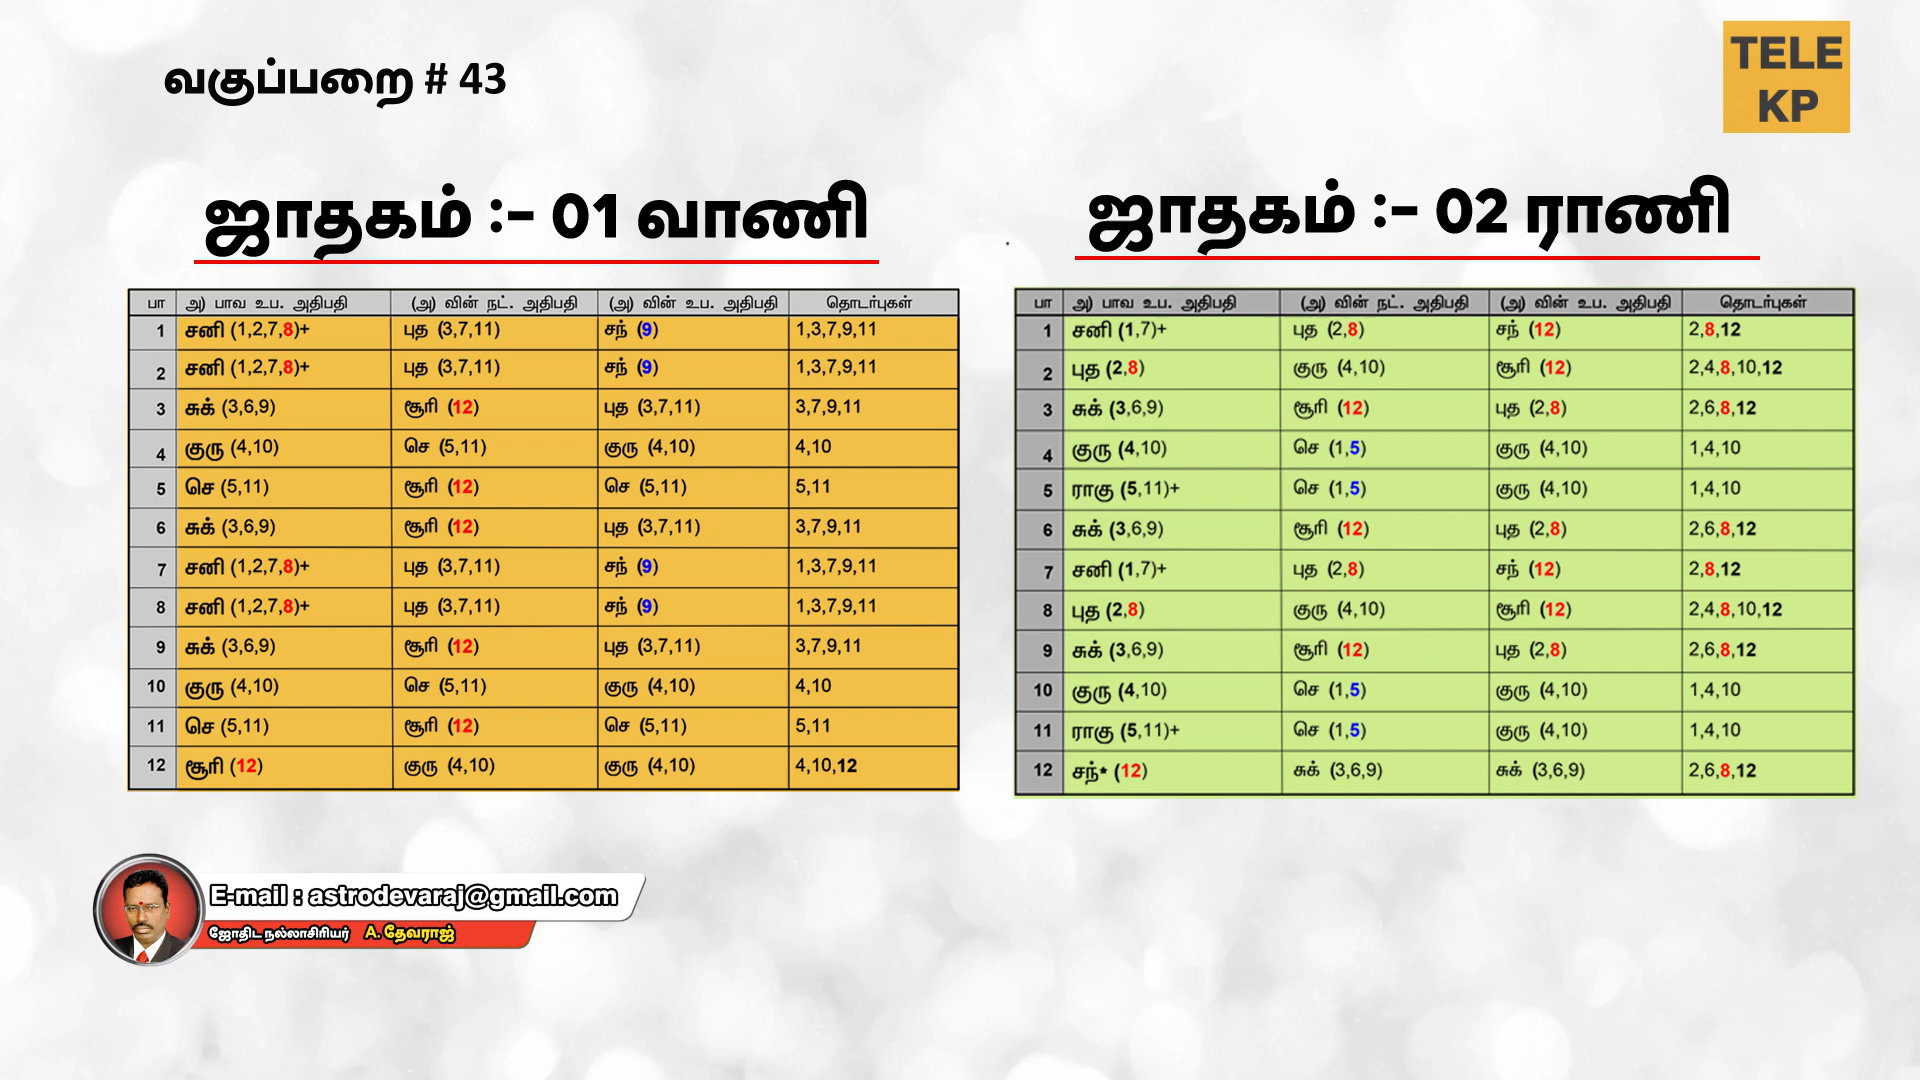 வகுப்பறை # 43
TELE
KP
ஜாதகம் :- 01 வாணி
பா அ) பாவ உப. அதிபதி (அ) வின் நட். அதிபதி (அ) வின் உப. அதிபதி தொடர்புகள்
1 சனி (1,2,7,8)+ புத (3,7,11) சந் (9) 1,3,7,9,11
2 சனி (1,2,7,8)+ புத (3,7,11) சந் (9) 1,3,7,9,11
3 சுக் (3,6,9) சூரி (12) புத (3,7,11) 3,7,9,11
4 குரு (4,10) செ (5,11) குரு (4,10) 4,10
5 செ (5,11) சூரி (12) செ (5,11) 5,11
6 சுக் (3,6,9) சூரி (12) புத (3,7,11) 3,7,9,11
7 சனி (1,2,7,8)+ புத (3,7,11) சந் (9) 1,3,7,9,11
8 சனி (1,2,7,8)+ புத (3,7,11) சந் (9) 1,3,7,9,11
9 சுக் (3,6,9) சூரி (12) புத (3,7,11) 3,7,9,11
10 குரு (4,10) செ (5,11) குரு (4,10) 4,10
11 செ (5,11) சூரி (12) செ (5,11) 5,11
12 சூரி (12) குரு (4,10) குரு (4,10) 4,10,12
ஜாதகம் :- 02 ராணி
பா அ) பாவ உப. அதிபதி (அ) வின் நட். அதிபதி (அ) வின் உப. அதிபதி தொடர்புகள்
1 சனி (1,7)+ புத (2,8) சந் (12) 2,8,12
2 புத (2,8) குரு (4,10) சூரி (12) 2,4,8,10,12
3 சுக் (3,6,9) சூரி (12) புத (2,8) 2,6,8,12
4 குரு (4,10) செ (1,5) குரு (4,10) 1,4,10
5 ராகு (5,11)+ செ (1,5) குரு (4,10) 1,4,10
6 சுக் (3,6,9) சூரி (12) புத (2,8) 2,6,8,12
7 சனி (1,7)+ புத (2,8) சந் (12) 2,8,12
8 புத (2,8) குரு (4,10) சூரி (12) 2,4,8,10,12
9 சுக் (3,6,9) சூரி (12) புத (2,8) 2,6,8,12
10 குரு (4,10) செ (1,5) குரு (4,10) 1,4,10
11 ராகு (5,11)+ செ (1,5) குரு (4,10) 1,4,10
12 சந்* (12) சுக் (3,6,9) சுக் (3,6,9) 2,6,8,12
E-mail : astrodevaraj@gmail.com
ஜோதிட நல்லாசிரியர் A. தேவராஜ்